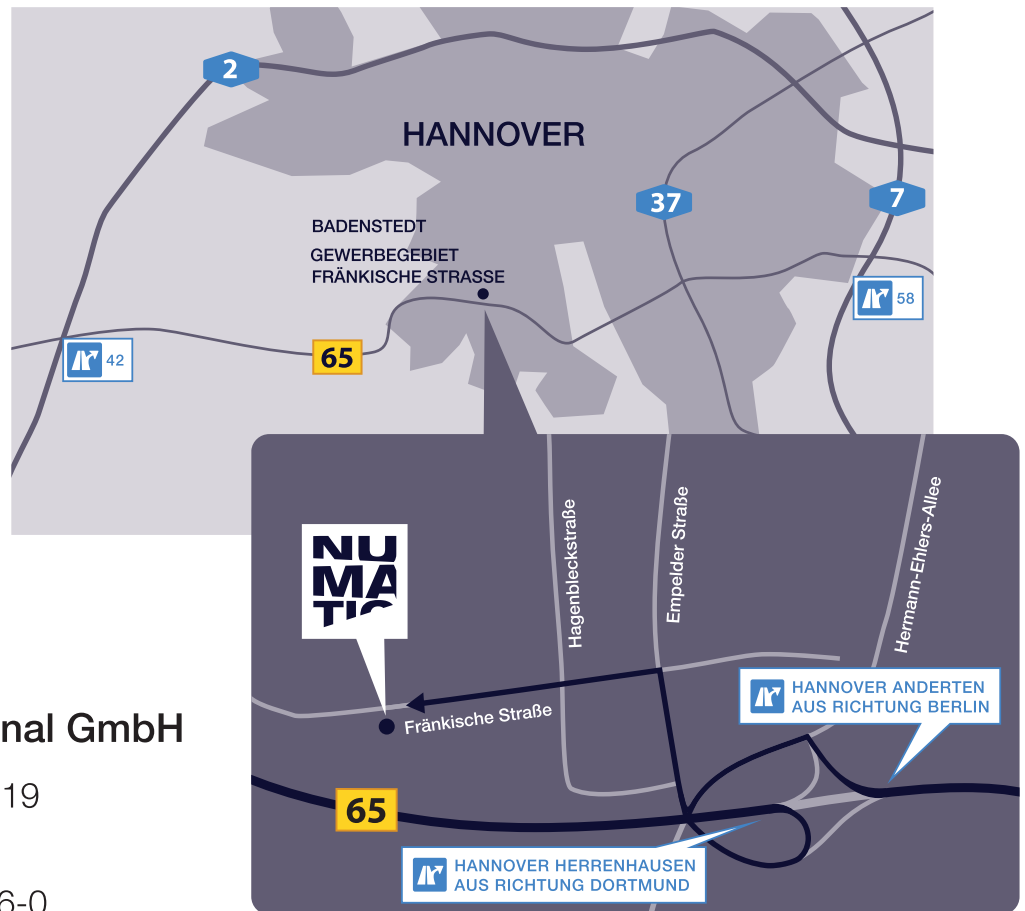 2
HANNOVER
37
7
BADENSTEDT
GEWERBEGEBIET
FRÄNKISCHE STRASSE
58
42
65
Hagenbleckstraße
Empelder Straße
Hermann-Ehlers-Allee
NU
MA
TIC
HANNOVER ANDERTEN
AUS RICHTUNG BERLIN
Fränkische Straße
nal GmbH
19
65
HANNOVER HERRENHAUSEN
AUS RICHTUNG DORTMUND
6-0